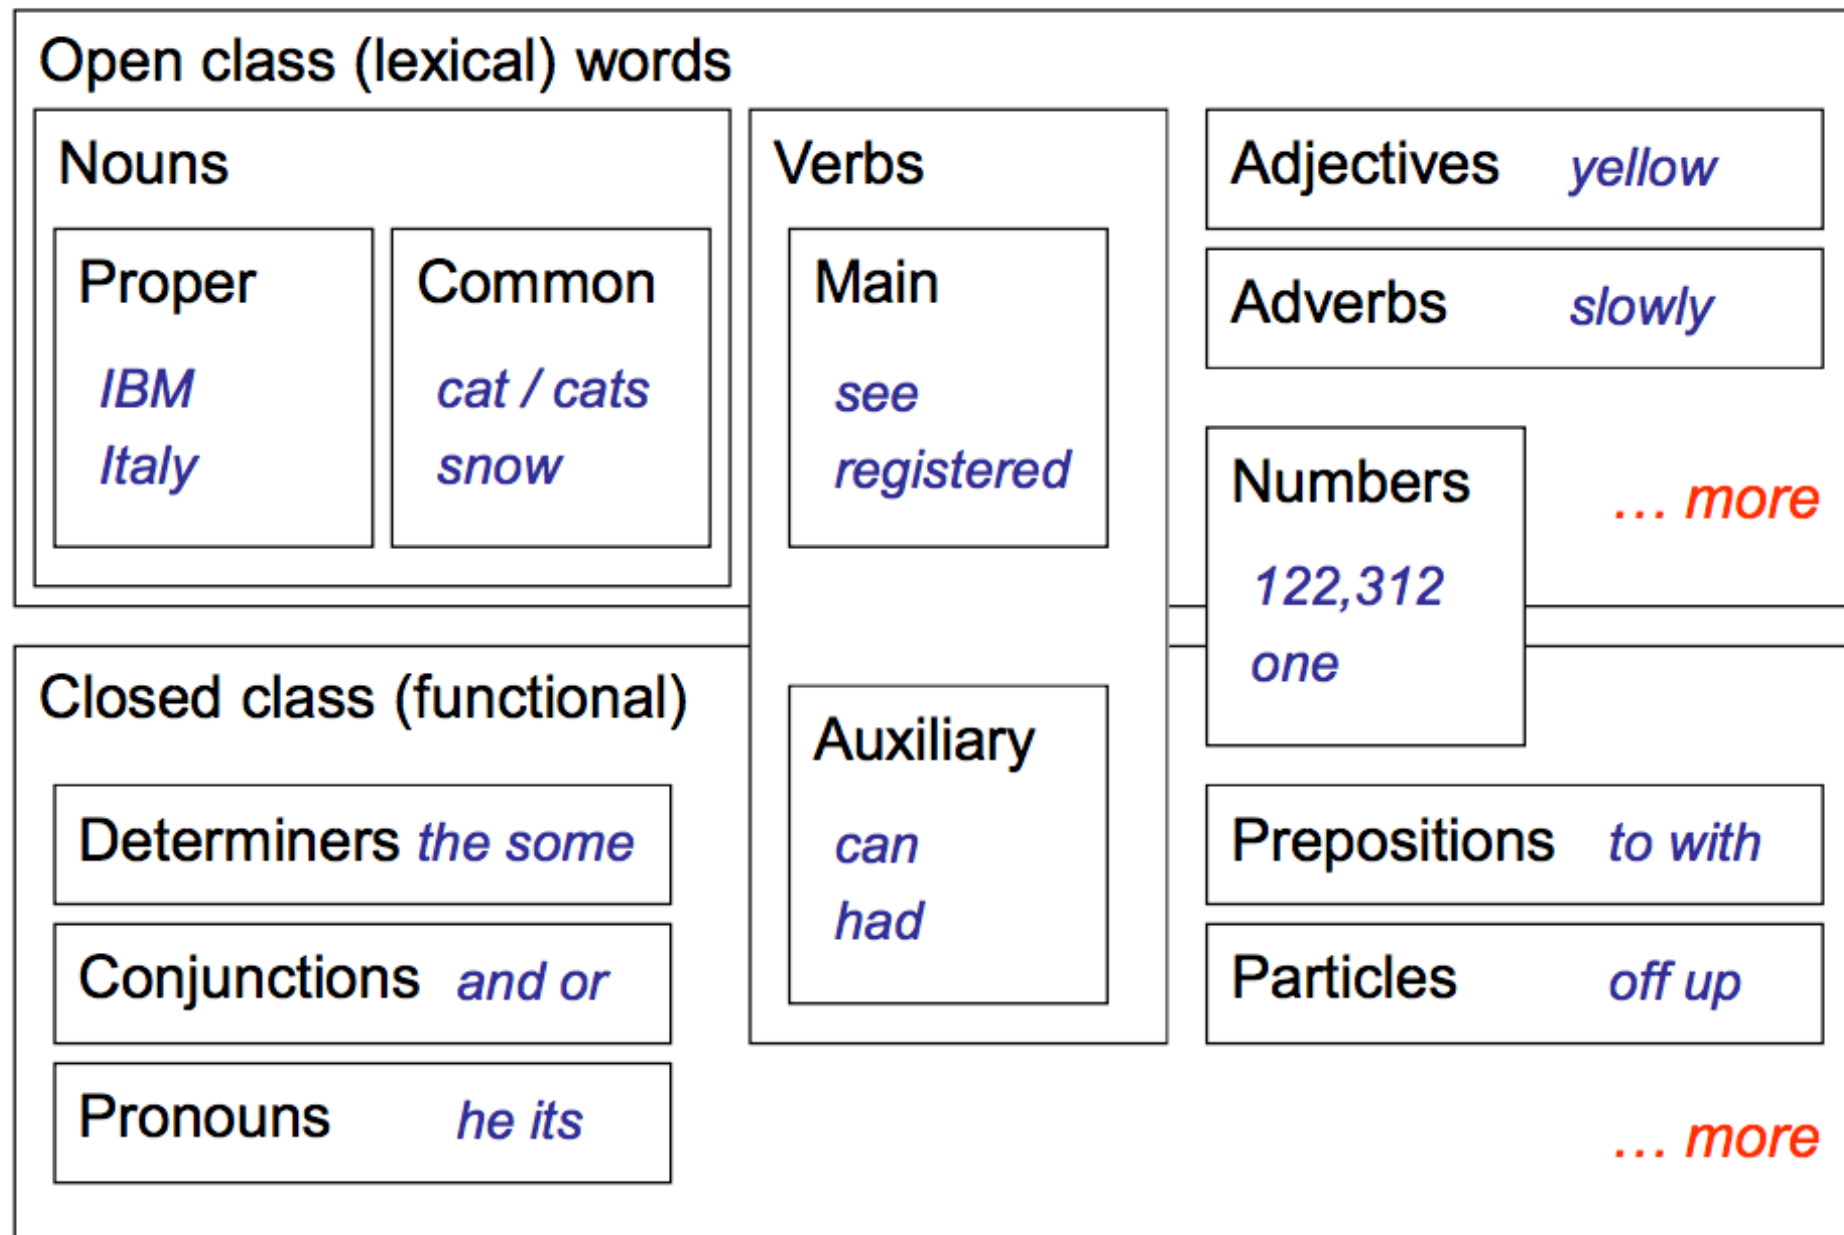 Open class (lexical) words
Nouns
Proper
IBM
Italy
Common
cat / cats
snow
Verbs
Main
see
registered
Adjectives yellow
Adverbs slowly
Numbers
122,312
one
… more
Closed class (functional)
Determiners the some
Conjunctions and or
Pronouns he its
Auxiliary
can
had
Prepositions to with
Particles off up
… more